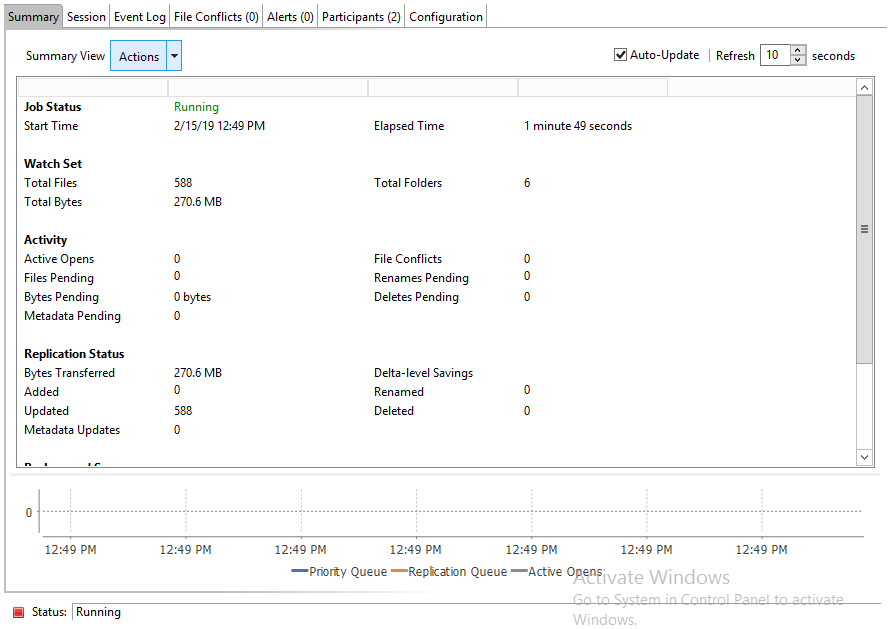 Summary Session Event Log File Conflicts (0) Alerts (0) Participants (2) Configuration
Summary View Actions Auto-Update Refresh 10 seconds
Job Status Running
Start Time 2/15/19 12:49 PM Elapsed Time 1 minute 49 seconds
Watch Set
Total Files 588 Total Folders 6
Total Bytes 270.6 MB
Activity
Active Opens 0 File Conflicts 0
Files Pending 0 Renames Pending 0
Bytes Pending 0 bytes Deletes Pending 0
Metadata Pending 0
Replication Status
Bytes Transferred 270.6 MB Delta-level Savings
Added 0 Renamed 0
Updated 588 Deleted 0
Metadata Updates 0
0
12:49 PM 12:49 PM 12:49 PM 12:49 PM 12:49 PM 12:49 PM 12:49 PM
Priority Queue Replication Queue Active Opens
Activate Windows
Go to System in Control Panel to activate
Windows.
Status: Running